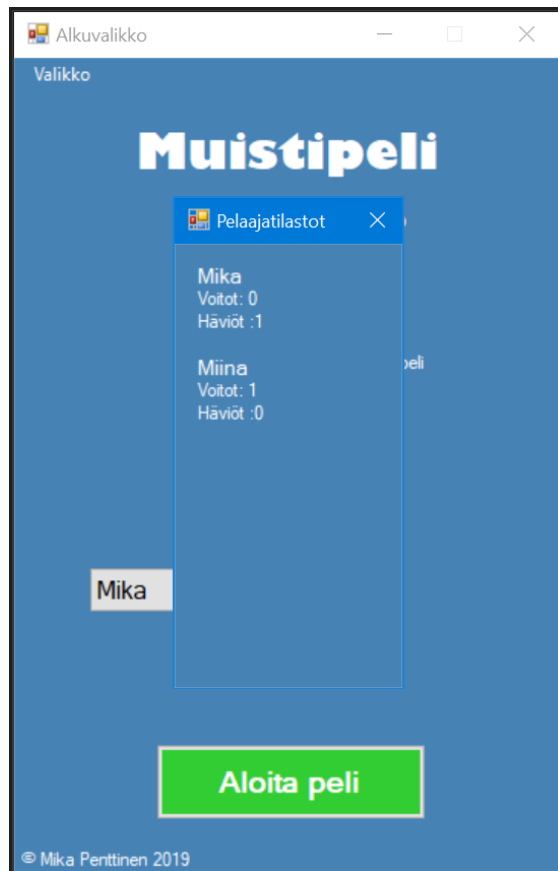 Alkuvalikko
Valikko
Muistipeli
Pelaajatilastot
Mika
Voitot: 0
Häviöt :1
Miina
Voitot: 1
Häviöt :0
peli
Mika
Aloita peli
© Mika Penttinen 2019